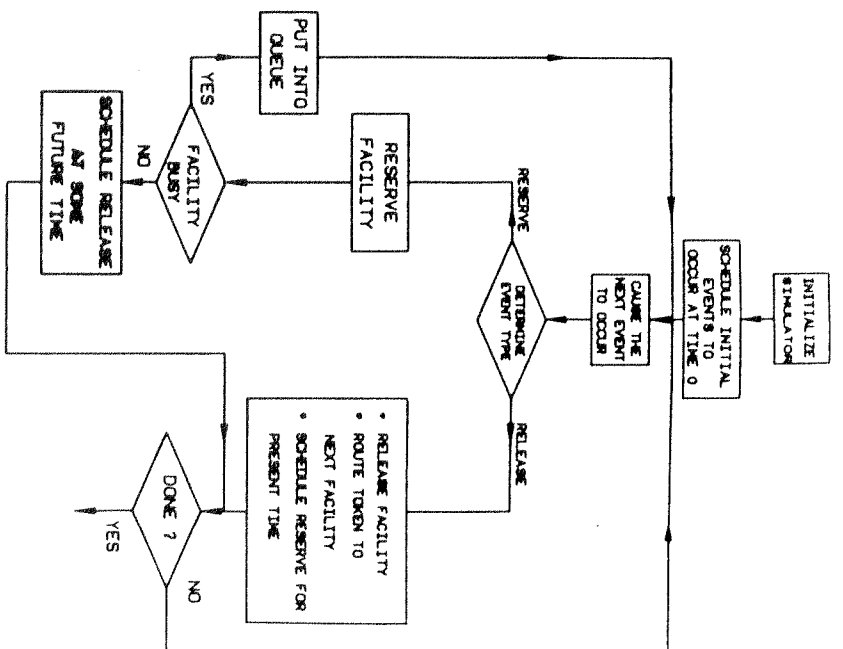 INITIALIZE
SIMULATOR
SCHEDULE INITIAL
EVENTS TO
OCCUR AT TIME 0
CAUSE THE
NEXT EVENT
TO OCCUR
DETERMINE
EVENT TYPE
RESERVE
RELEASE
RESERVE
FACILITY
FACILITY
BUSY
YES
NO
PUT INTO
QUEUE
SCHEDULE RELEASE
AT SOME
FUTURE TIME
• RELEASE FACILITY
• ROUTE TOKEN TO
NEXT FACILITY
• SCHEDULE RESERVE FOR
PRESENT TIME
DONE ?
NO
YES